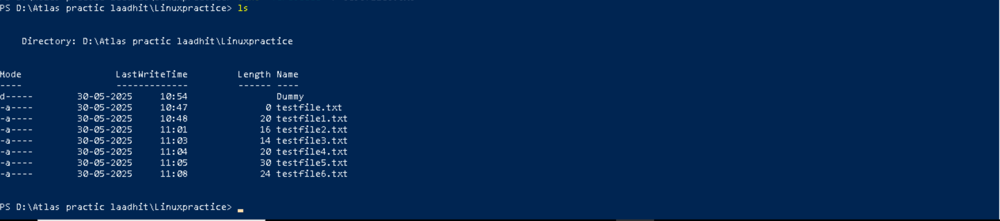 PS D:\Atlas practic laadhit\Linuxpractice> ls
Directory: D:\Atlas practic laadhit\Linuxpractice
Mode LastWriteTime Length Name
---- ------------- ------ ----
d----- 30-05-2025 10:54 Dummy
-a---- 30-05-2025 10:47 0 testfile.txt
-a---- 30-05-2025 10:48 20 testfile1.txt
-a---- 30-05-2025 11:01 16 testfile2.txt
-a---- 30-05-2025 11:03 14 testfile3.txt
-a---- 30-05-2025 11:04 20 testfile4.txt
-a---- 30-05-2025 11:05 30 testfile5.txt
-a---- 30-05-2025 11:08 24 testfile6.txt
PS D:\Atlas practic laadhit\Linuxpractice>